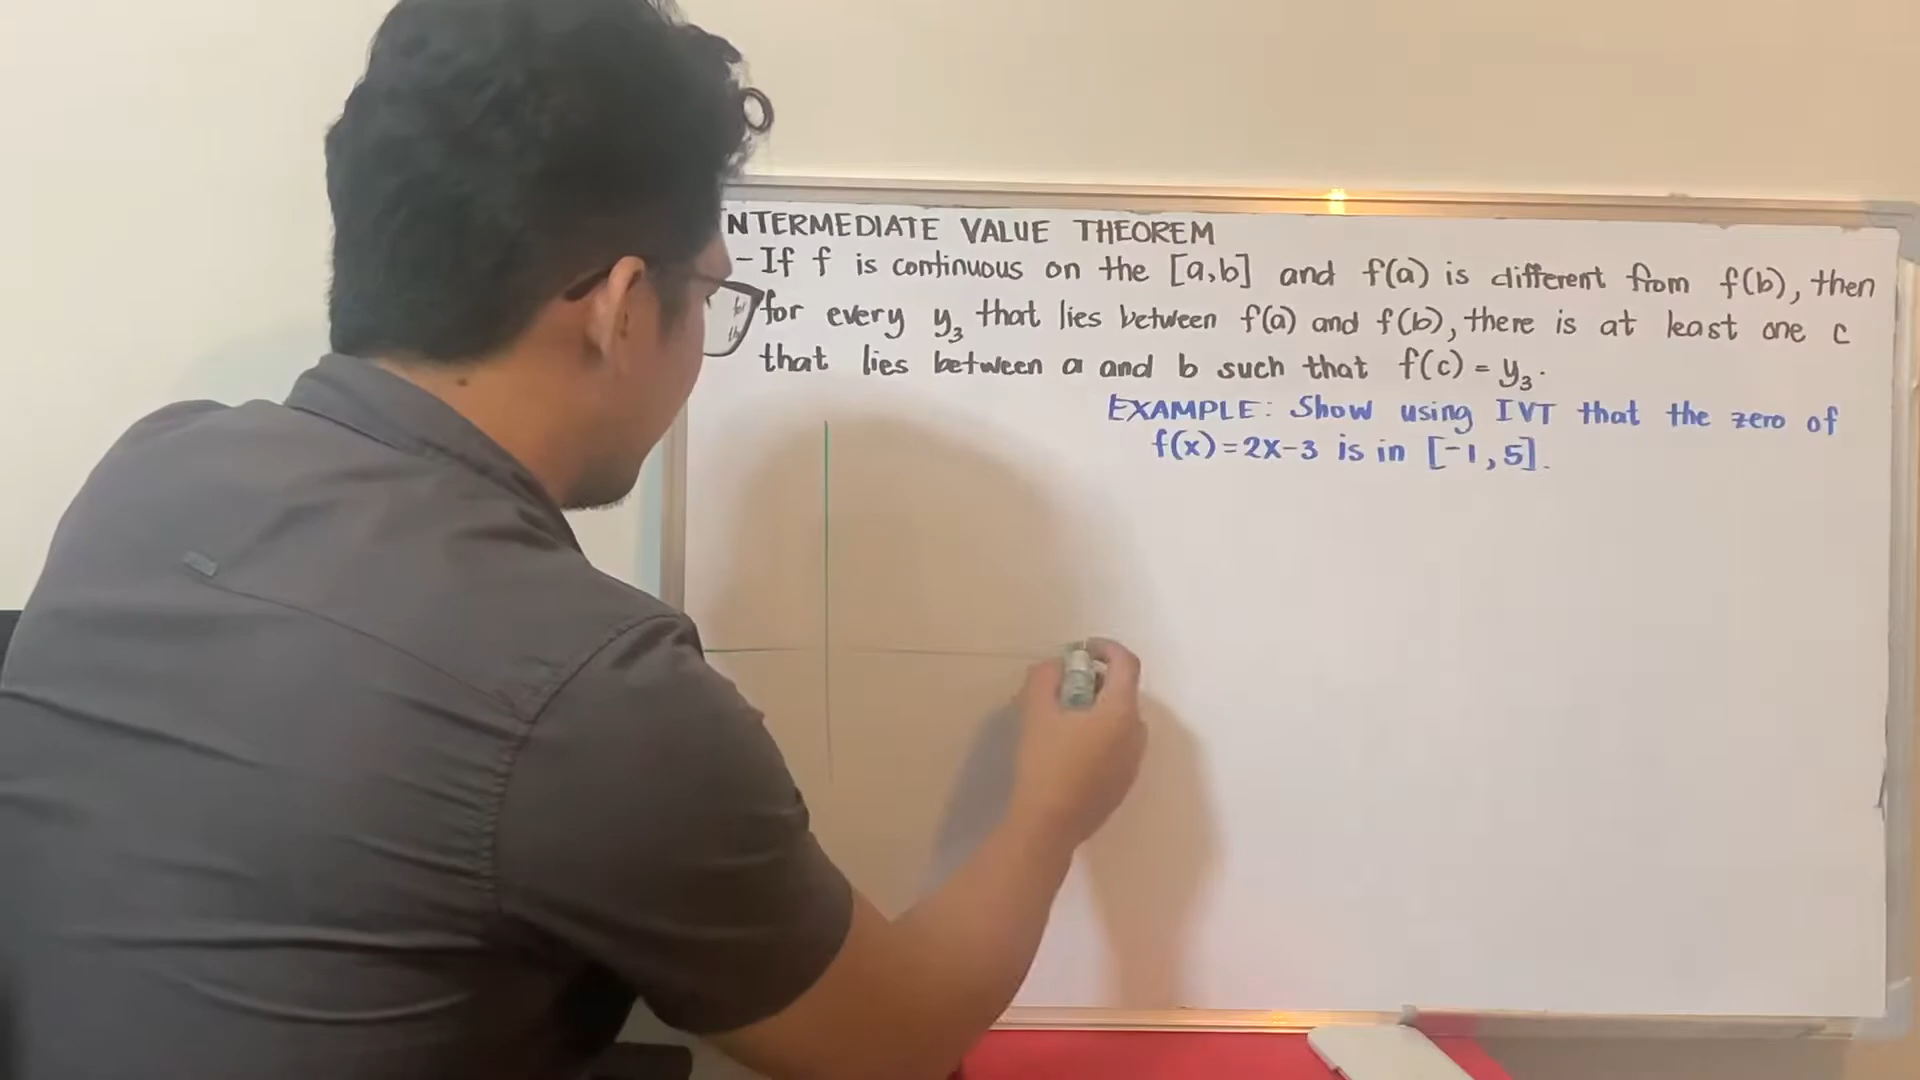 NTERMEDIATE VALUE THEOREM
- If f is continuous on the [a,b] and f(a) is different from f(b), then
for every y₃ that lies between f(a) and f(b), there is at least one c
that lies between a and b such that f(c) = y₃.
EXAMPLE: Show using IVT that the zero of
f(x)=2x-3 is in [-1,5].